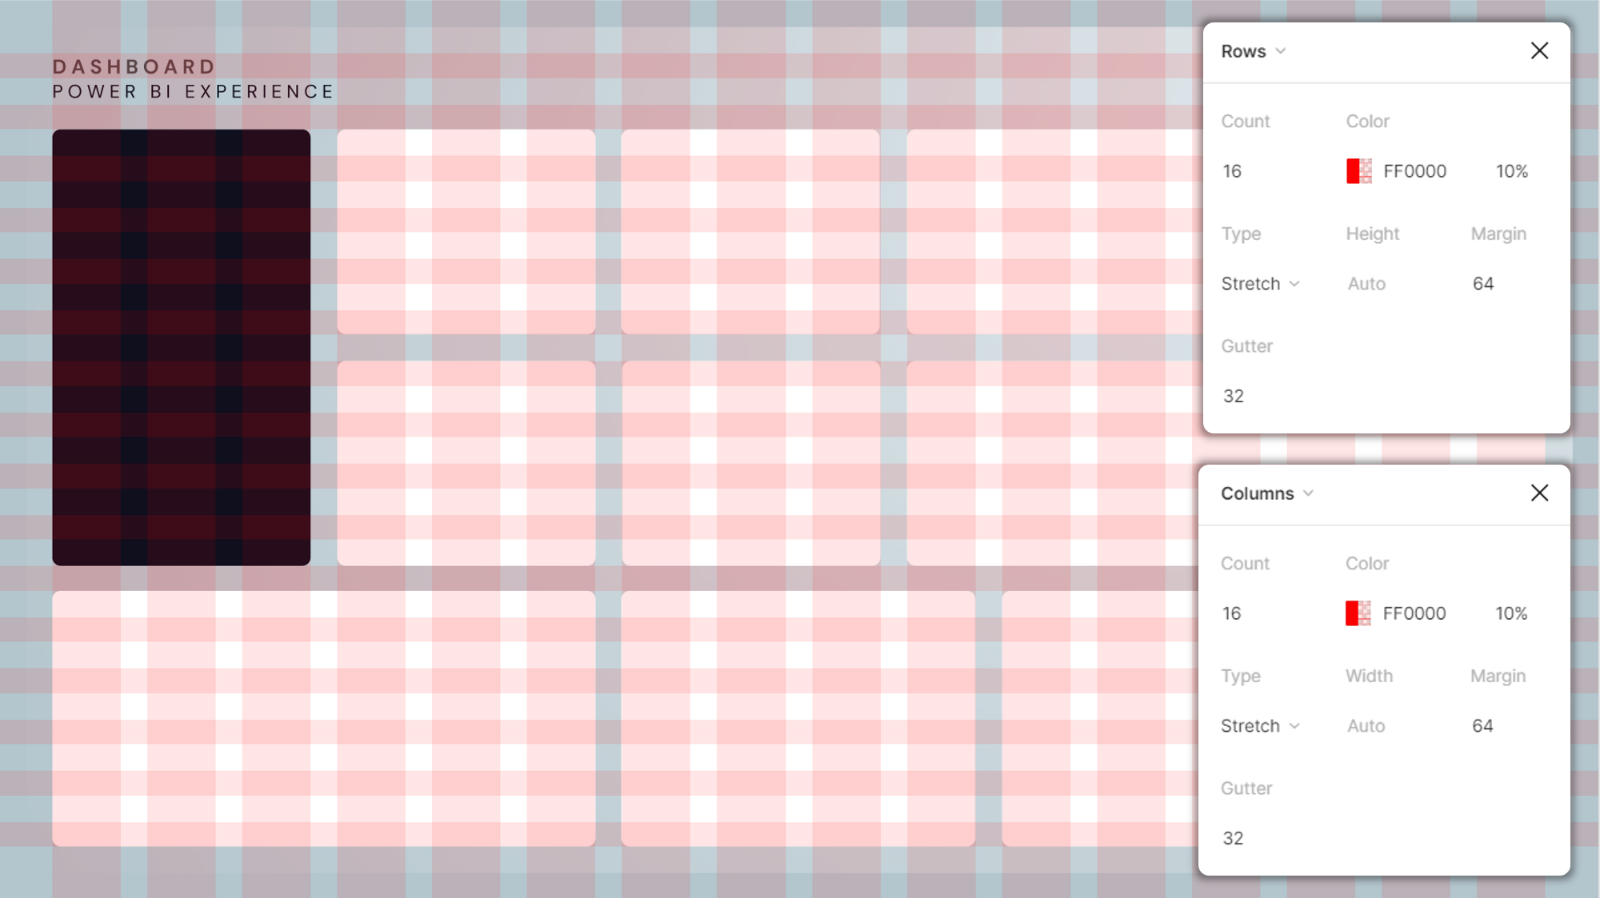 DASHBOARD
POWER BI EXPERIENCE
Rows
Count Color
16 FF0000 10%
Type Height Margin
Stretch Auto 64
Gutter
32
Columns
Count Color
16 FF0000 10%
Type Width Margin
Stretch Auto 64
Gutter
32